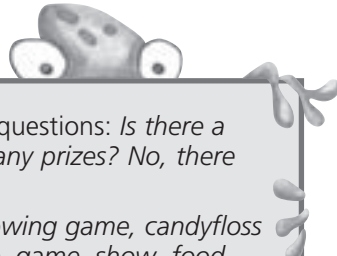 questions: Is there a
any prizes? No, there
wing game, candyfloss
game, show, food